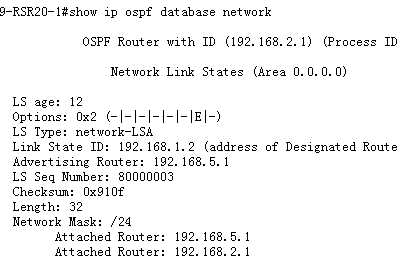 9-RSR20-1#show ip ospf database network
OSPF Router with ID (192.168.2.1) (Process ID
Network Link States (Area 0.0.0.0)
LS age: 12
Options: 0x2 (-|-|-|-|-|-|E|-)
LS Type: network-LSA
Link State ID: 192.168.1.2 (address of Designated Route
Advertising Router: 192.168.5.1
LS Seq Number: 80000003
Checksum: 0x910f
Length: 32
Network Mask: /24
Attached Router: 192.168.5.1
Attached Router: 192.168.2.1